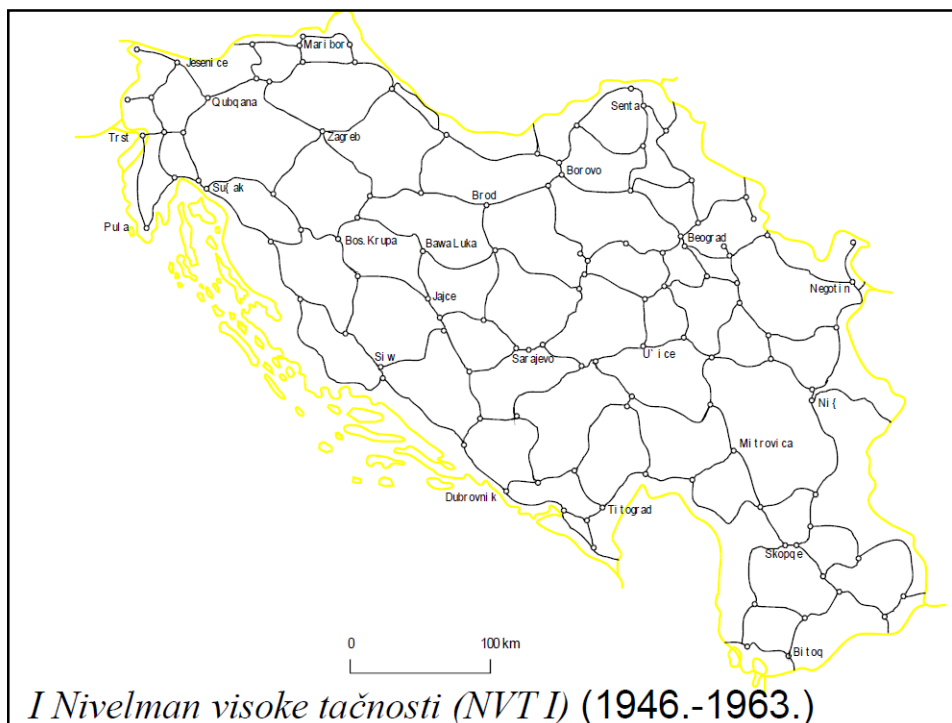 Maribor
Jesenice
Qubqana
Senta
Trst
Zagreb
Borovo
Su[ak
Brod
Pula
Bos.Krupa
BawaLuka
Beograd
Negotin
Jajce
Siw
Sarajevo
U`ice
Ni{
Mitrovica
Dubrovnik
Titograd
Skopqe
0 100 km
Bitoq
I Nivelman visoke tačnosti (NVT I) (1946.-1963.)